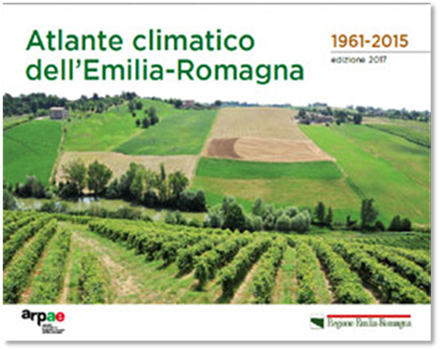 Atlante climatico
dell'Emilia-Romagna
1961-2015
edizione 2017
arpae
Regione Emilia-Romagna